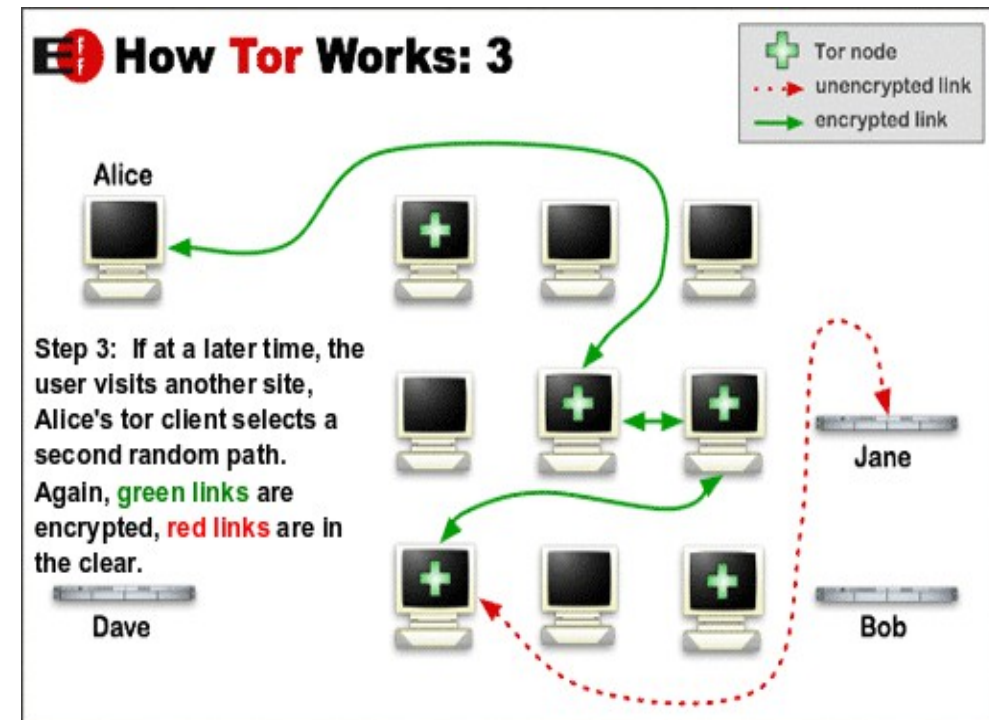 EFF How Tor Works: 3
Tor node
unencrypted link
encrypted link
Alice
Step 3: If at a later time, the
user visits another site,
Alice's tor client selects a
second random path.
Again, green links are
encrypted, red links are in
the clear.
Jane
Dave
Bob